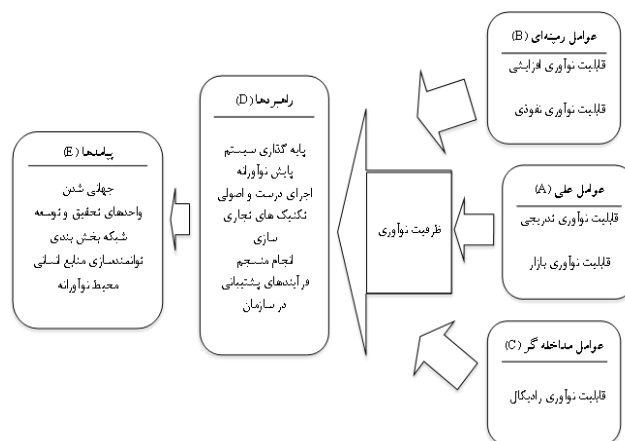 عوامل زمینه‌ای (B)
قابلیت نوآوری افزایشی
قابلیت نوآوری نفوذی
عوامل علی (A)
قابلیت نوآوری تدریجی
قابلیت نوآوری بازار
عوامل مداخله گر (C)
قابلیت نوآوری رادیکال
ظرفیت نوآوری
راهبردها (D)
پایه گذاری سیستم
پایش نوآورانه
اجرای درست و اصولی
تکنیک های تجاری
سازی
انجام منسجم
فرآیندهای پشتیبانی
در سازمان
پیامدها (E)
جهانی شدن
واحدهای تحقیق و توسعه
شبکه بخش بندی
توانمندسازی منابع انسانی
محیط نوآورانه